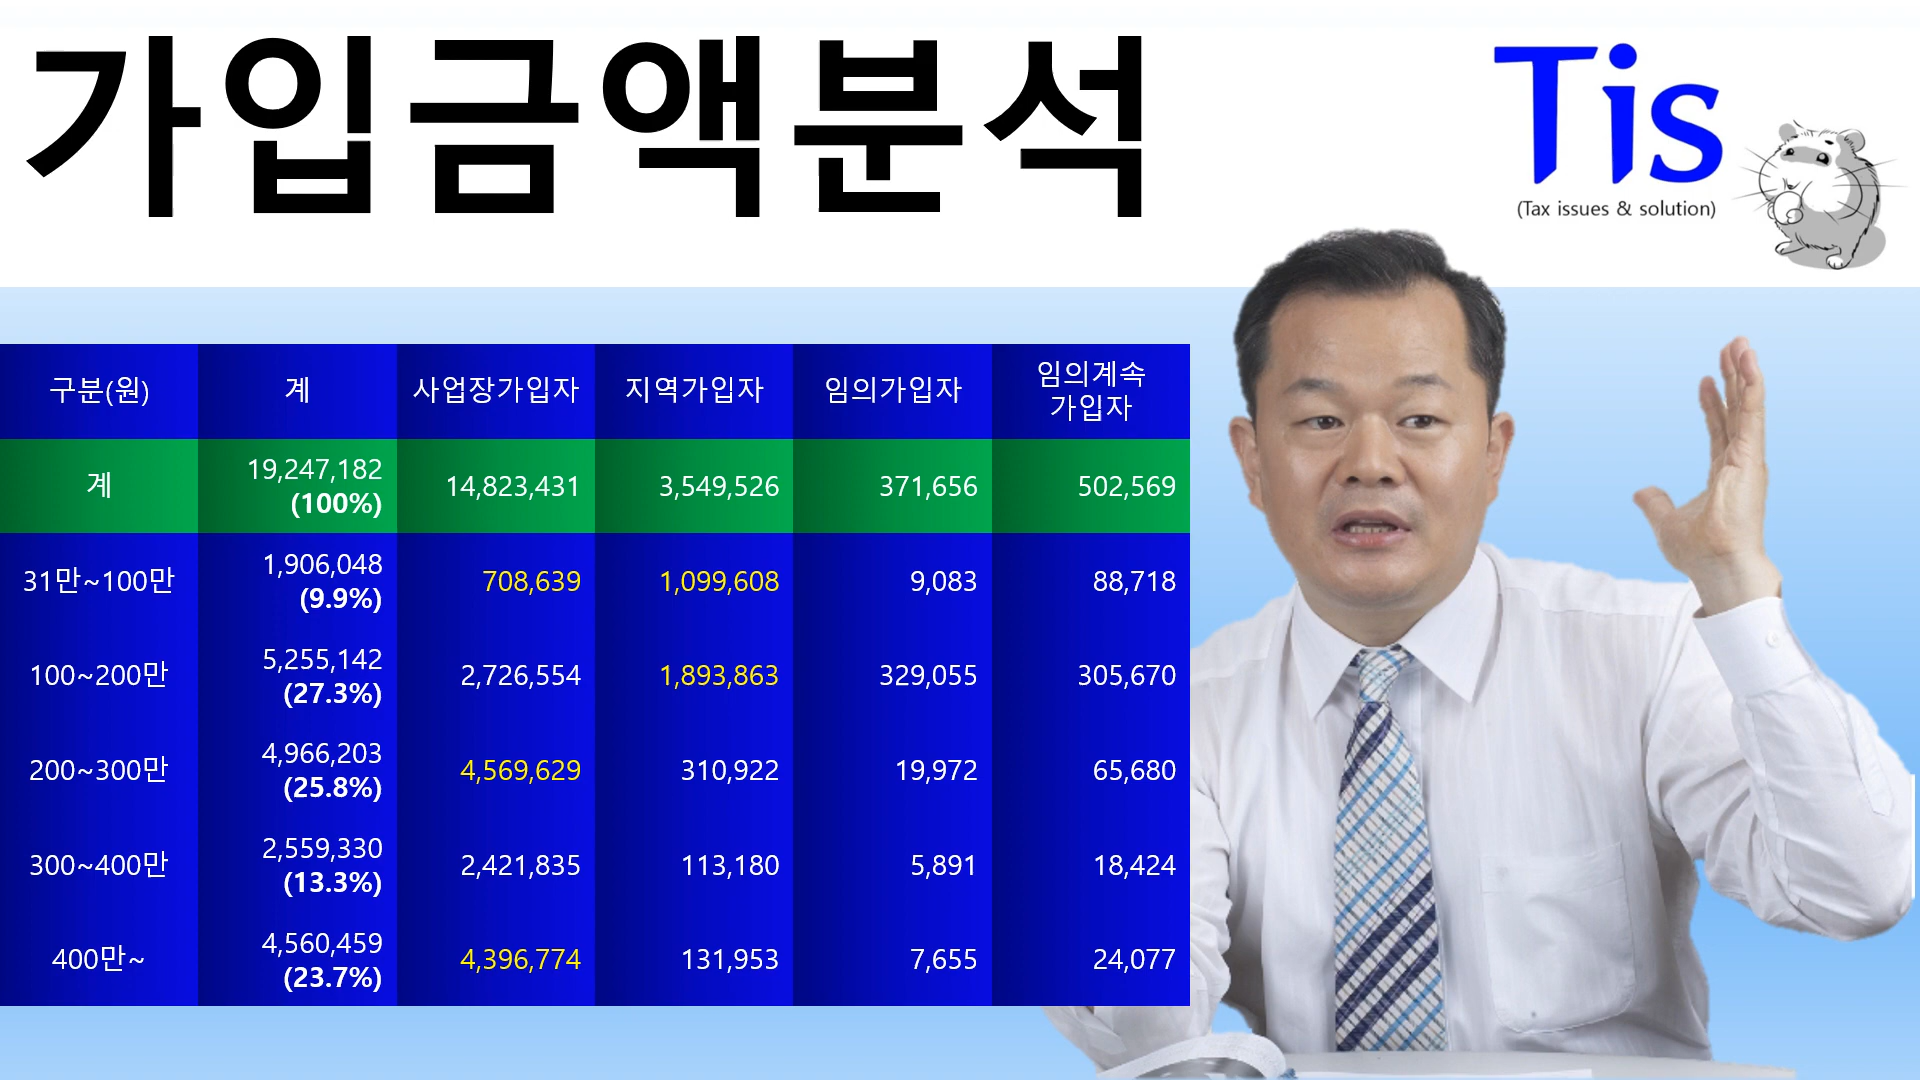 가입금액분석
Tis
(Tax issues & solution)
구분(원) 계 사업장가입자 지역가입자 임의가입자 임의계속
가입자
계 19,247,182
(100%) 14,823,431 3,549,526 371,656 502,569
31만~100만 1,906,048
(9.9%) 708,639 1,099,608 9,083 88,718
100~200만 5,255,142
(27.3%) 2,726,554 1,893,863 329,055 305,670
200~300만 4,966,203
(25.8%) 4,569,629 310,922 19,972 65,680
300~400만 2,559,330
(13.3%) 2,421,835 113,180 5,891 18,424
400만~ 4,560,459
(23.7%) 4,396,774 131,953 7,655 24,077